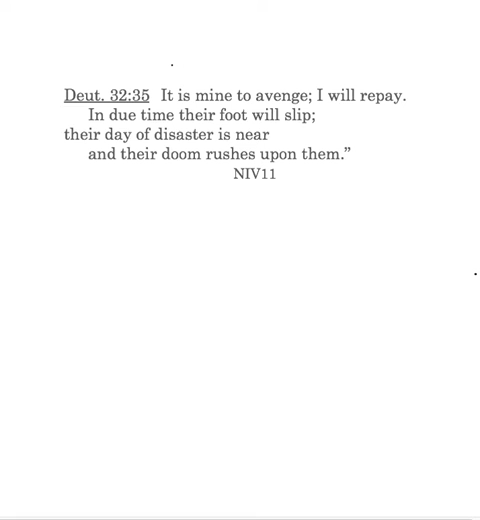 Deut. 32:35 It is mine to avenge; I will repay.
In due time their foot will slip;
their day of disaster is near
and their doom rushes upon them.”
NIV11